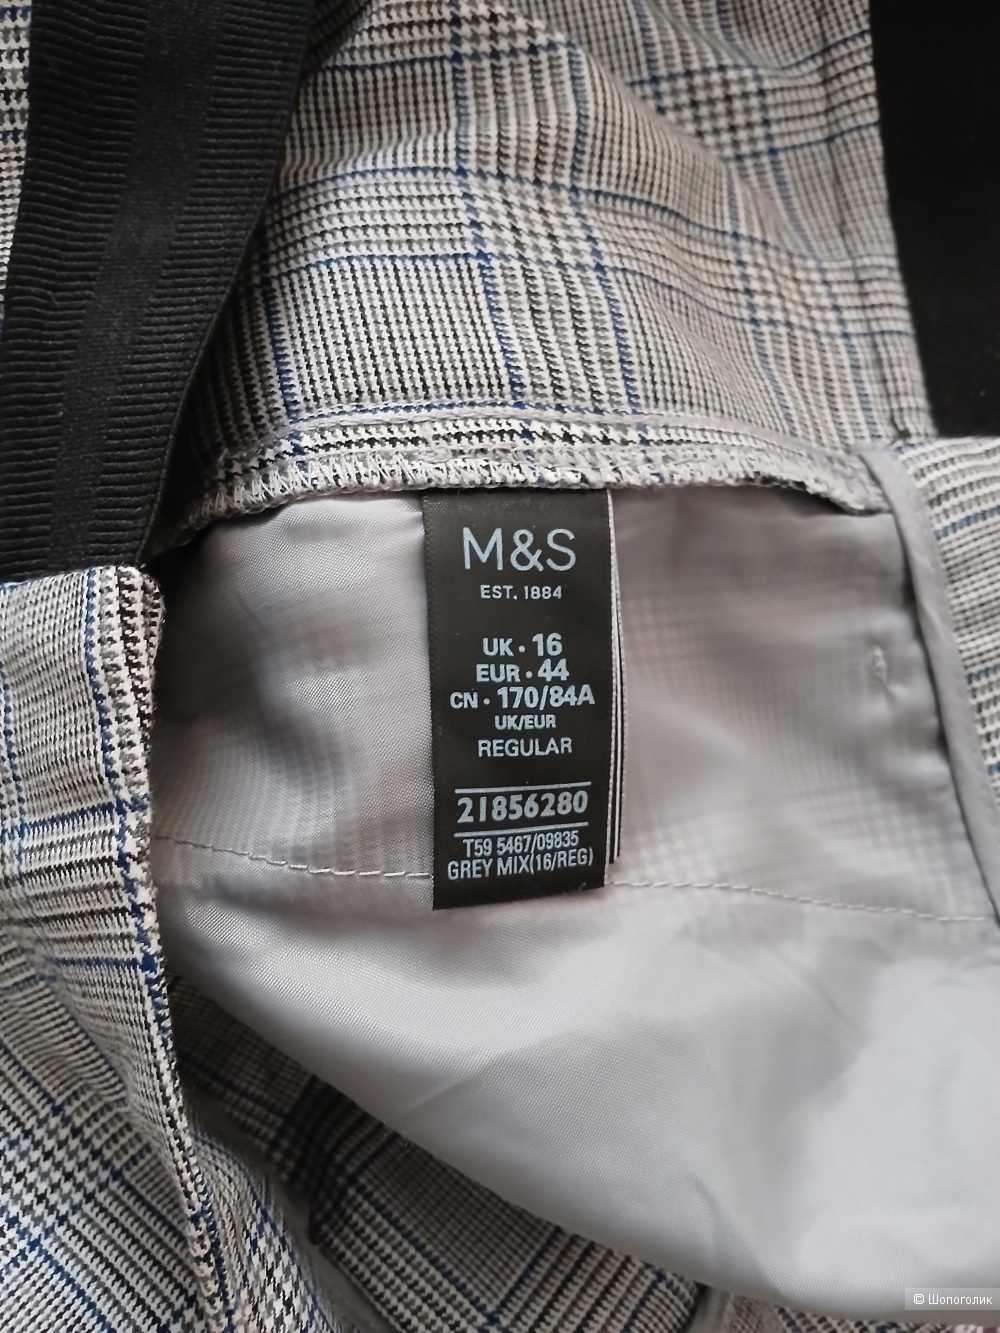 M&S
EST. 1884
UK • 16
EUR • 44
CN • 170/84A
UK/EUR
REGULAR
21856280
T59 5467/09835
GREY MIX(16/REG)
© Шопоголик